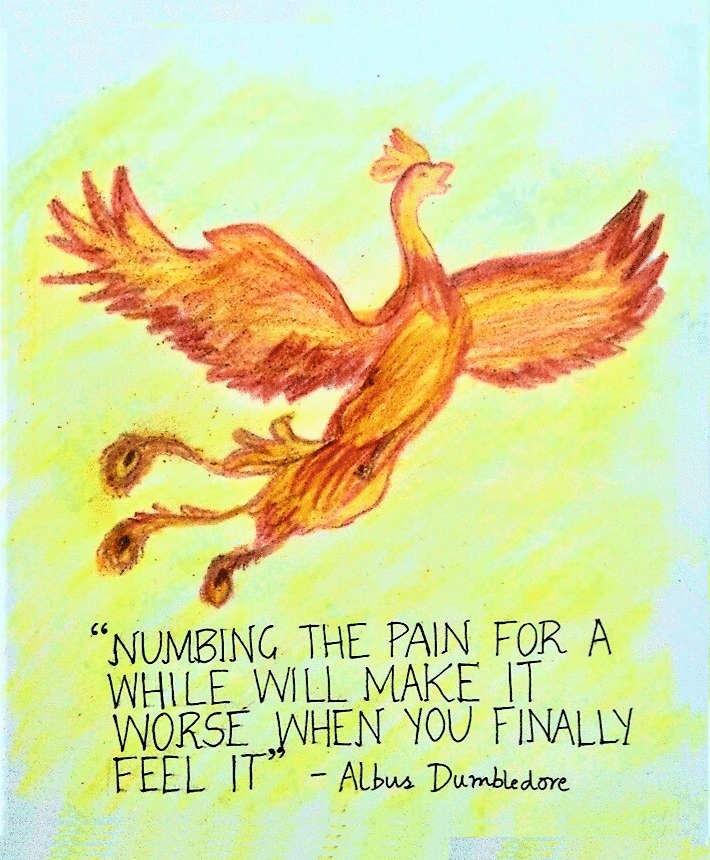 “NUMBING THE PAIN FOR A
WHILE WILL MAKE IT
WORSE WHEN YOU FINALLY
FEEL IT” - Albus Dumbledore